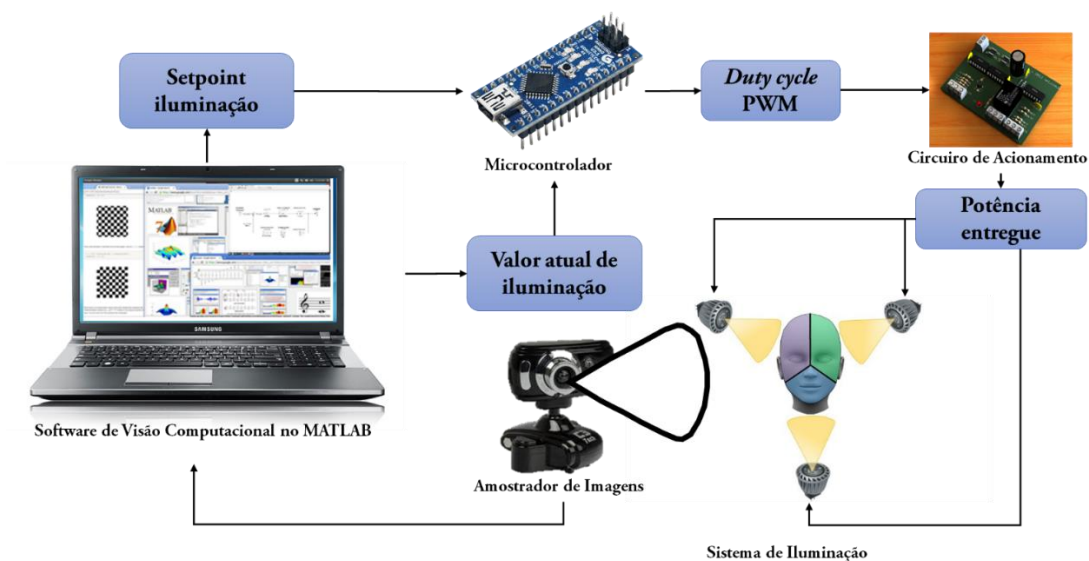 Setpoint
iluminação
Duty cycle
PWM
Microcontrolador
Circuiro de Acionamento
Potência
entregue
Valor atual de
iluminação
MATLAB
SAMSUNG
Software de Visão Computacional no MATLAB
Amostrador de Imagens
Sistema de Iluminação